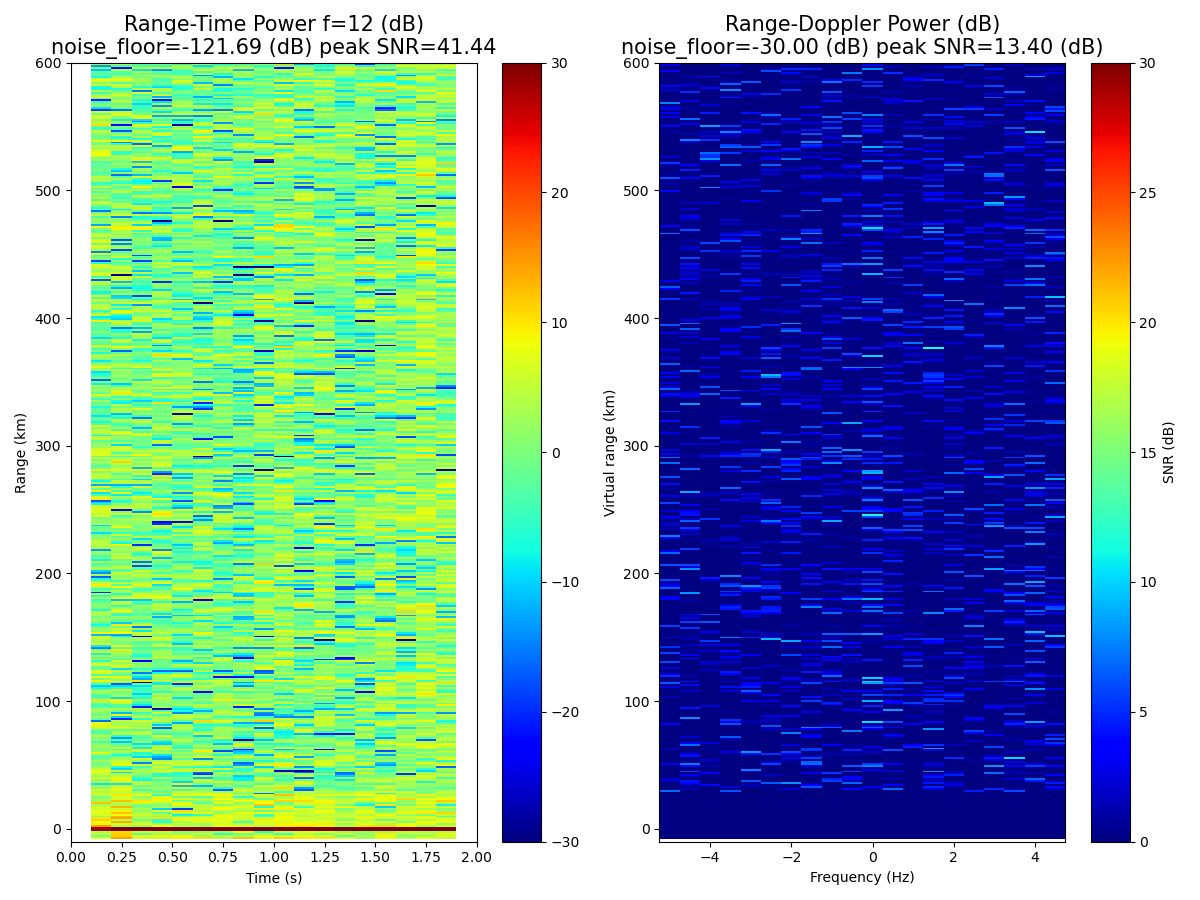 Range-Time Power f=12 (dB)
noise_floor=-121.69 (dB) peak SNR=41.44
Range-Doppler Power (dB)
noise_floor=-30.00 (dB) peak SNR=13.40 (dB)
600
500
400
300
200
100
0
Range (km)
0.00 0.25 0.50 0.75 1.00 1.25 1.50 1.75 2.00
Time (s)
30
20
10
0
−10
−20
−30
600
500
400
300
200
100
0
Virtual range (km)
−4 −2 0 2 4
Frequency (Hz)
30
25
20
15
10
5
0
SNR (dB)